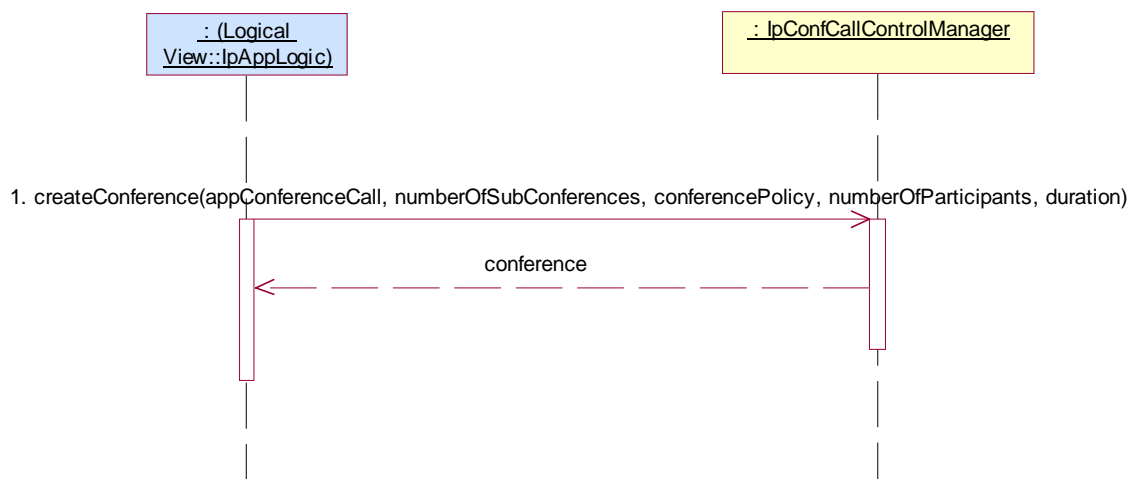 : (Logical
View::IpAppLogic)
: IpConfCallControlManager
1. createConference(appConferenceCall, numberOfSubConferences, conferencePolicy, numberOfParticipants, duration)
conference